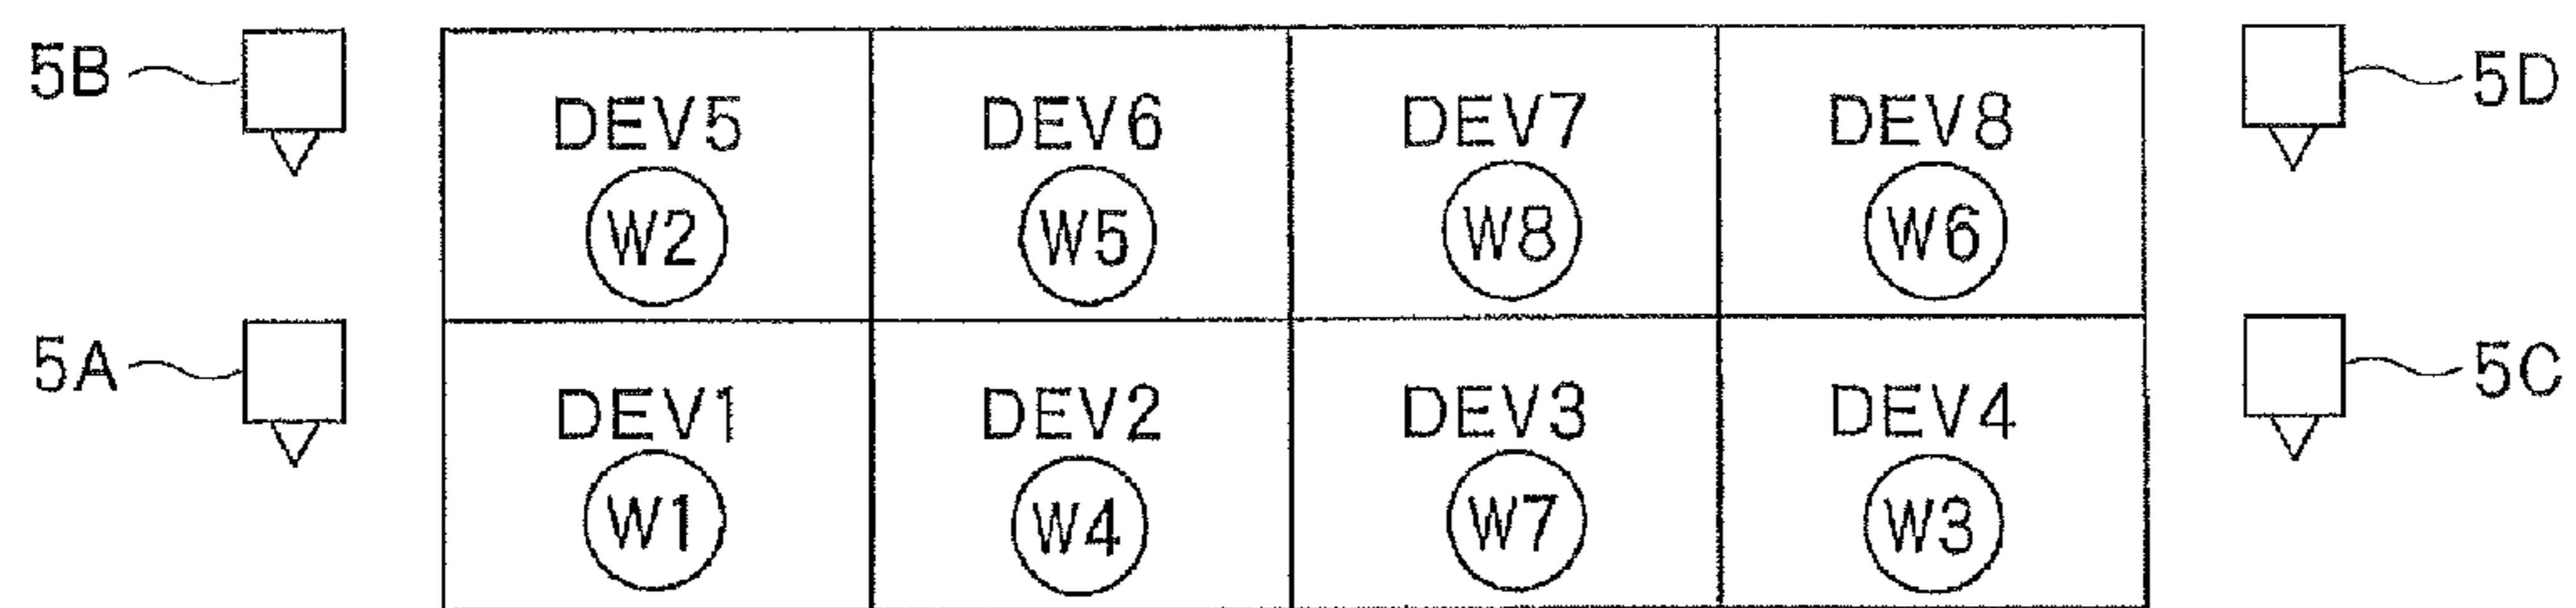 5B DEV5 DEV6 DEV7 DEV8 5D
W2 W5 W8 W6
5A DEV1 DEV2 DEV3 DEV4 5C
W1 W4 W7 W3